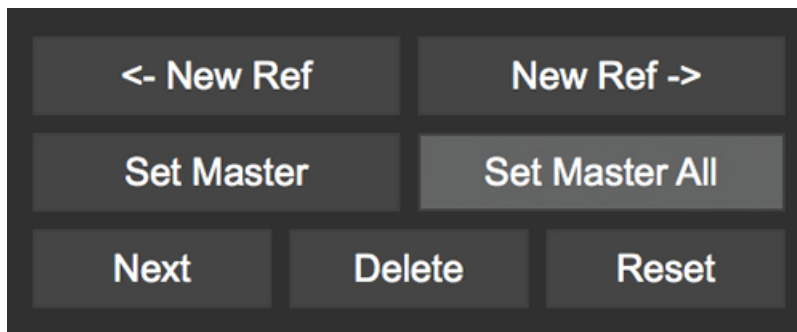 <- New Ref New Ref ->
Set Master Set Master All
Next Delete Reset